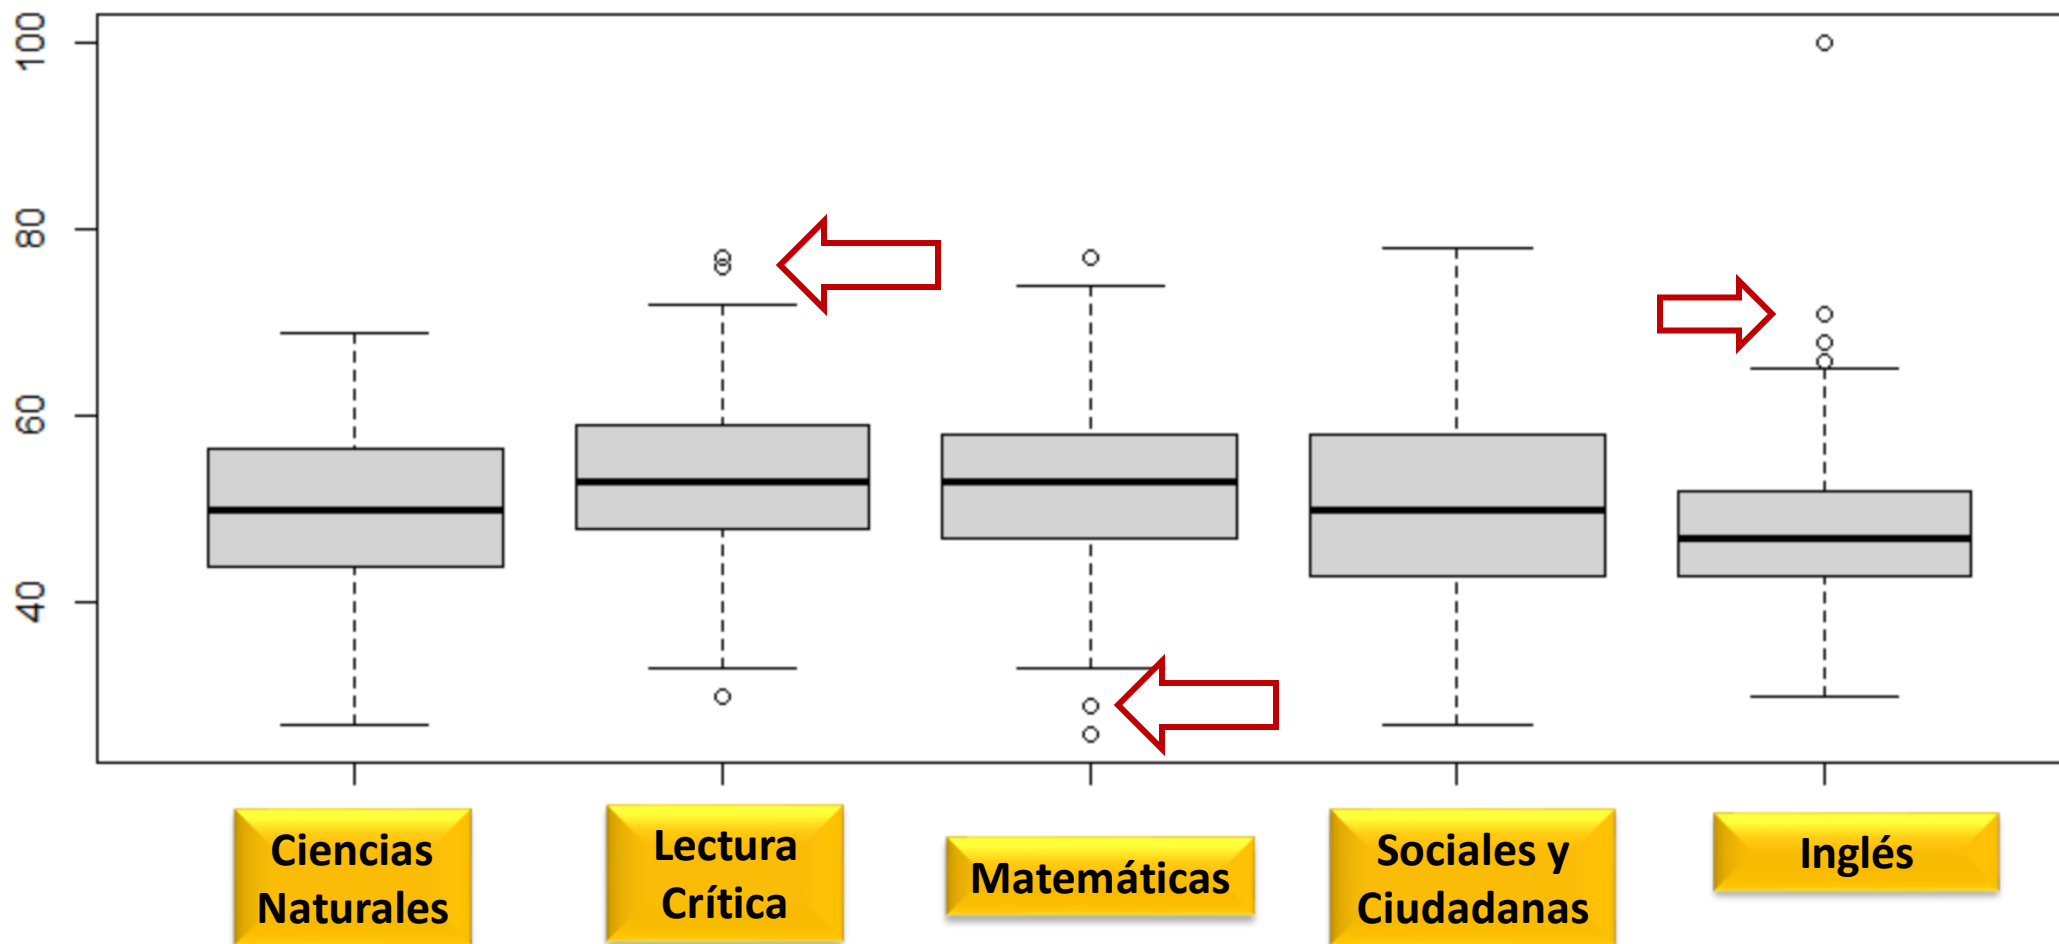 100
80
60
40
Ciencias
Naturales
Lectura
Crítica
Matemáticas
Sociales y
Ciudadanas
Inglés